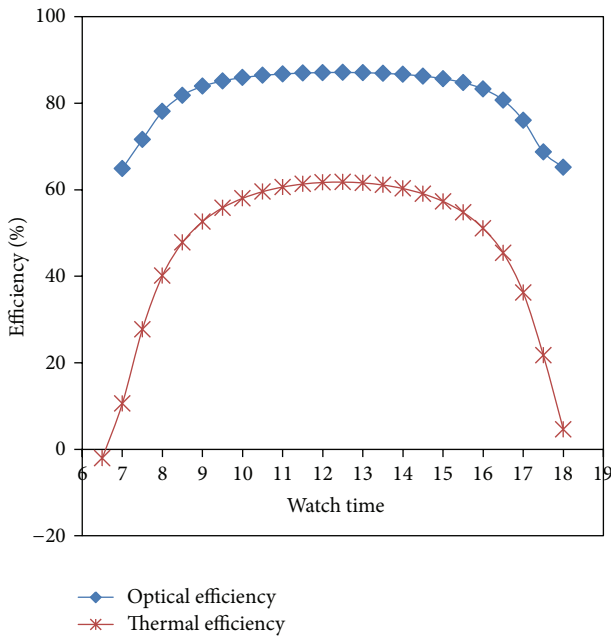 100
80
60
40
20
0
−20
Efficiency (%)
6 7 8 9 10 11 12 13 14 15 16 17 18 19
Watch time
Optical efficiency
Thermal efficiency